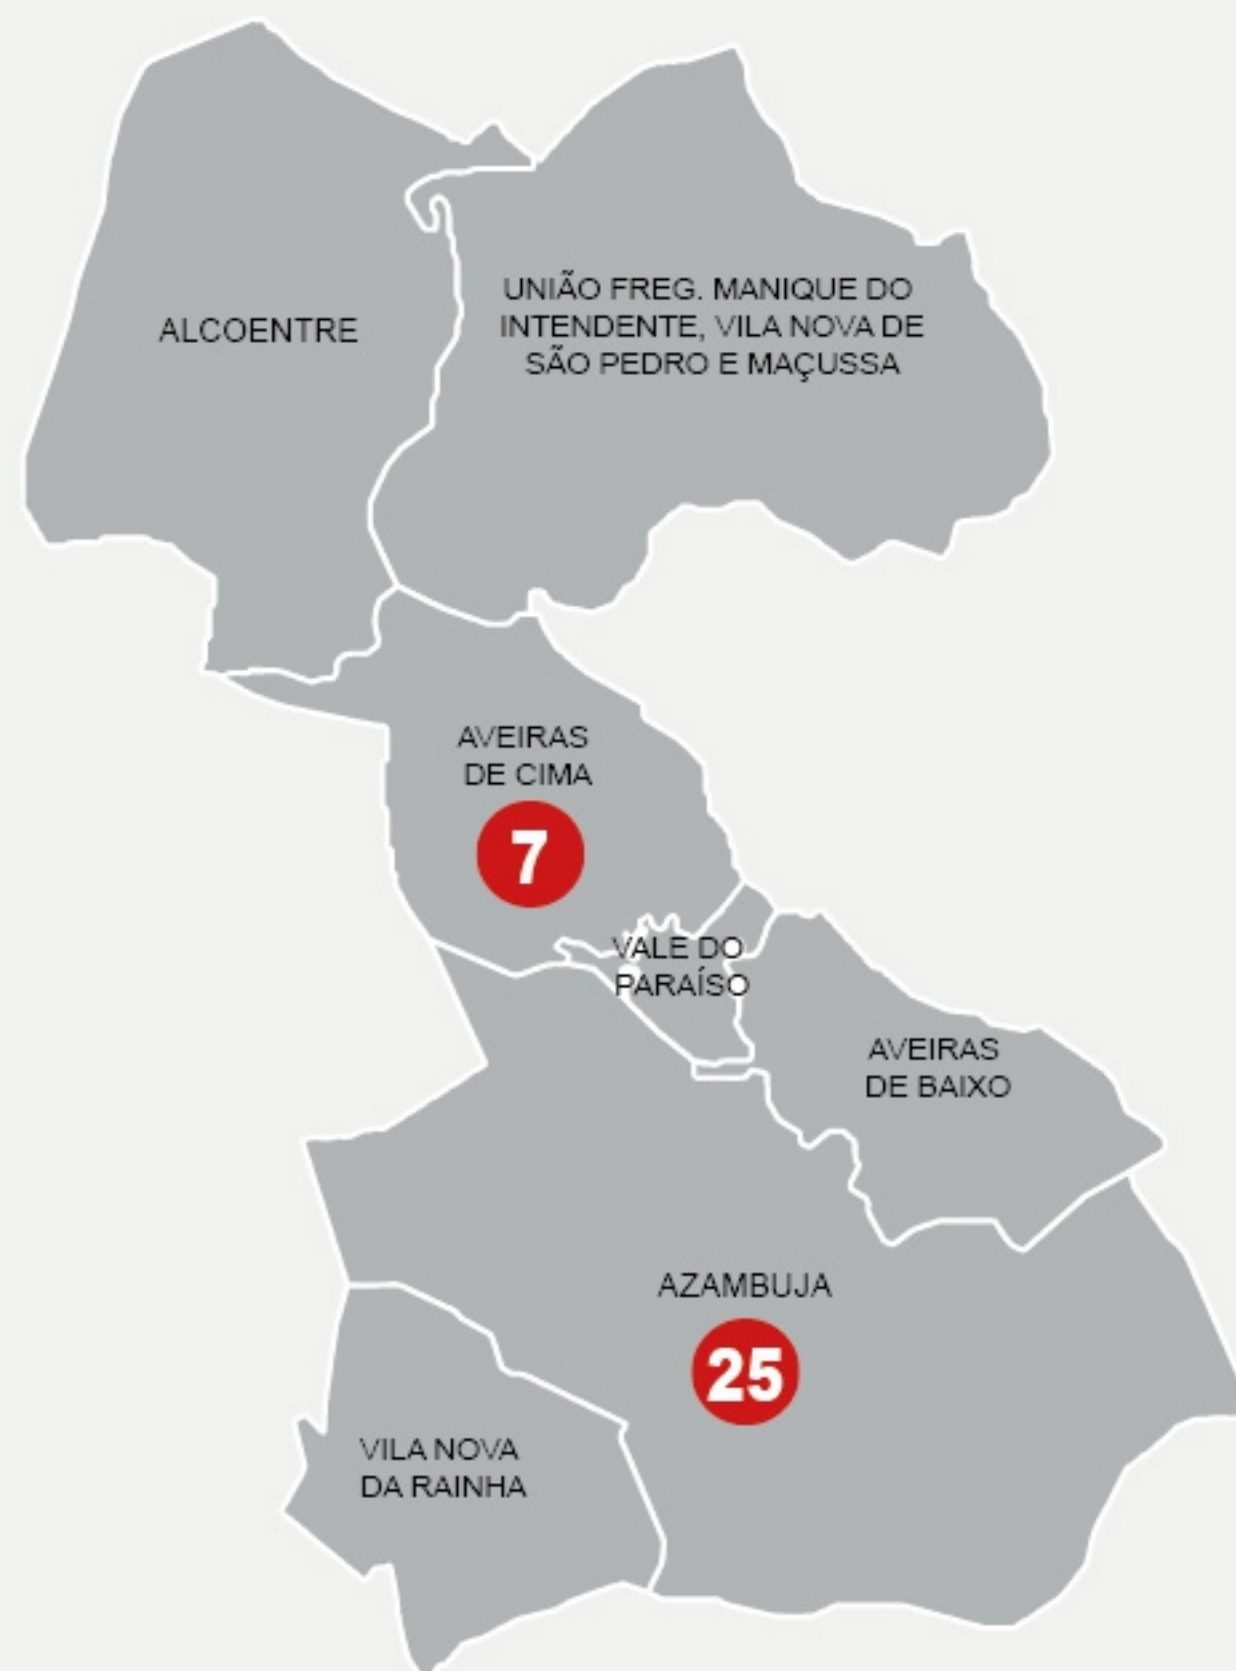 ALCOENTRE
UNIÃO FREG. MANIQUE DO
INTENDENTE, VILA NOVA DE
SÃO PEDRO E MAÇUSSA
AVEIRAS
DE CIMA
7
VALE DO
PARAÍSO
AVEIRAS
DE BAIXO
AZAMBUJA
25
VILA NOVA
DA RAINHA